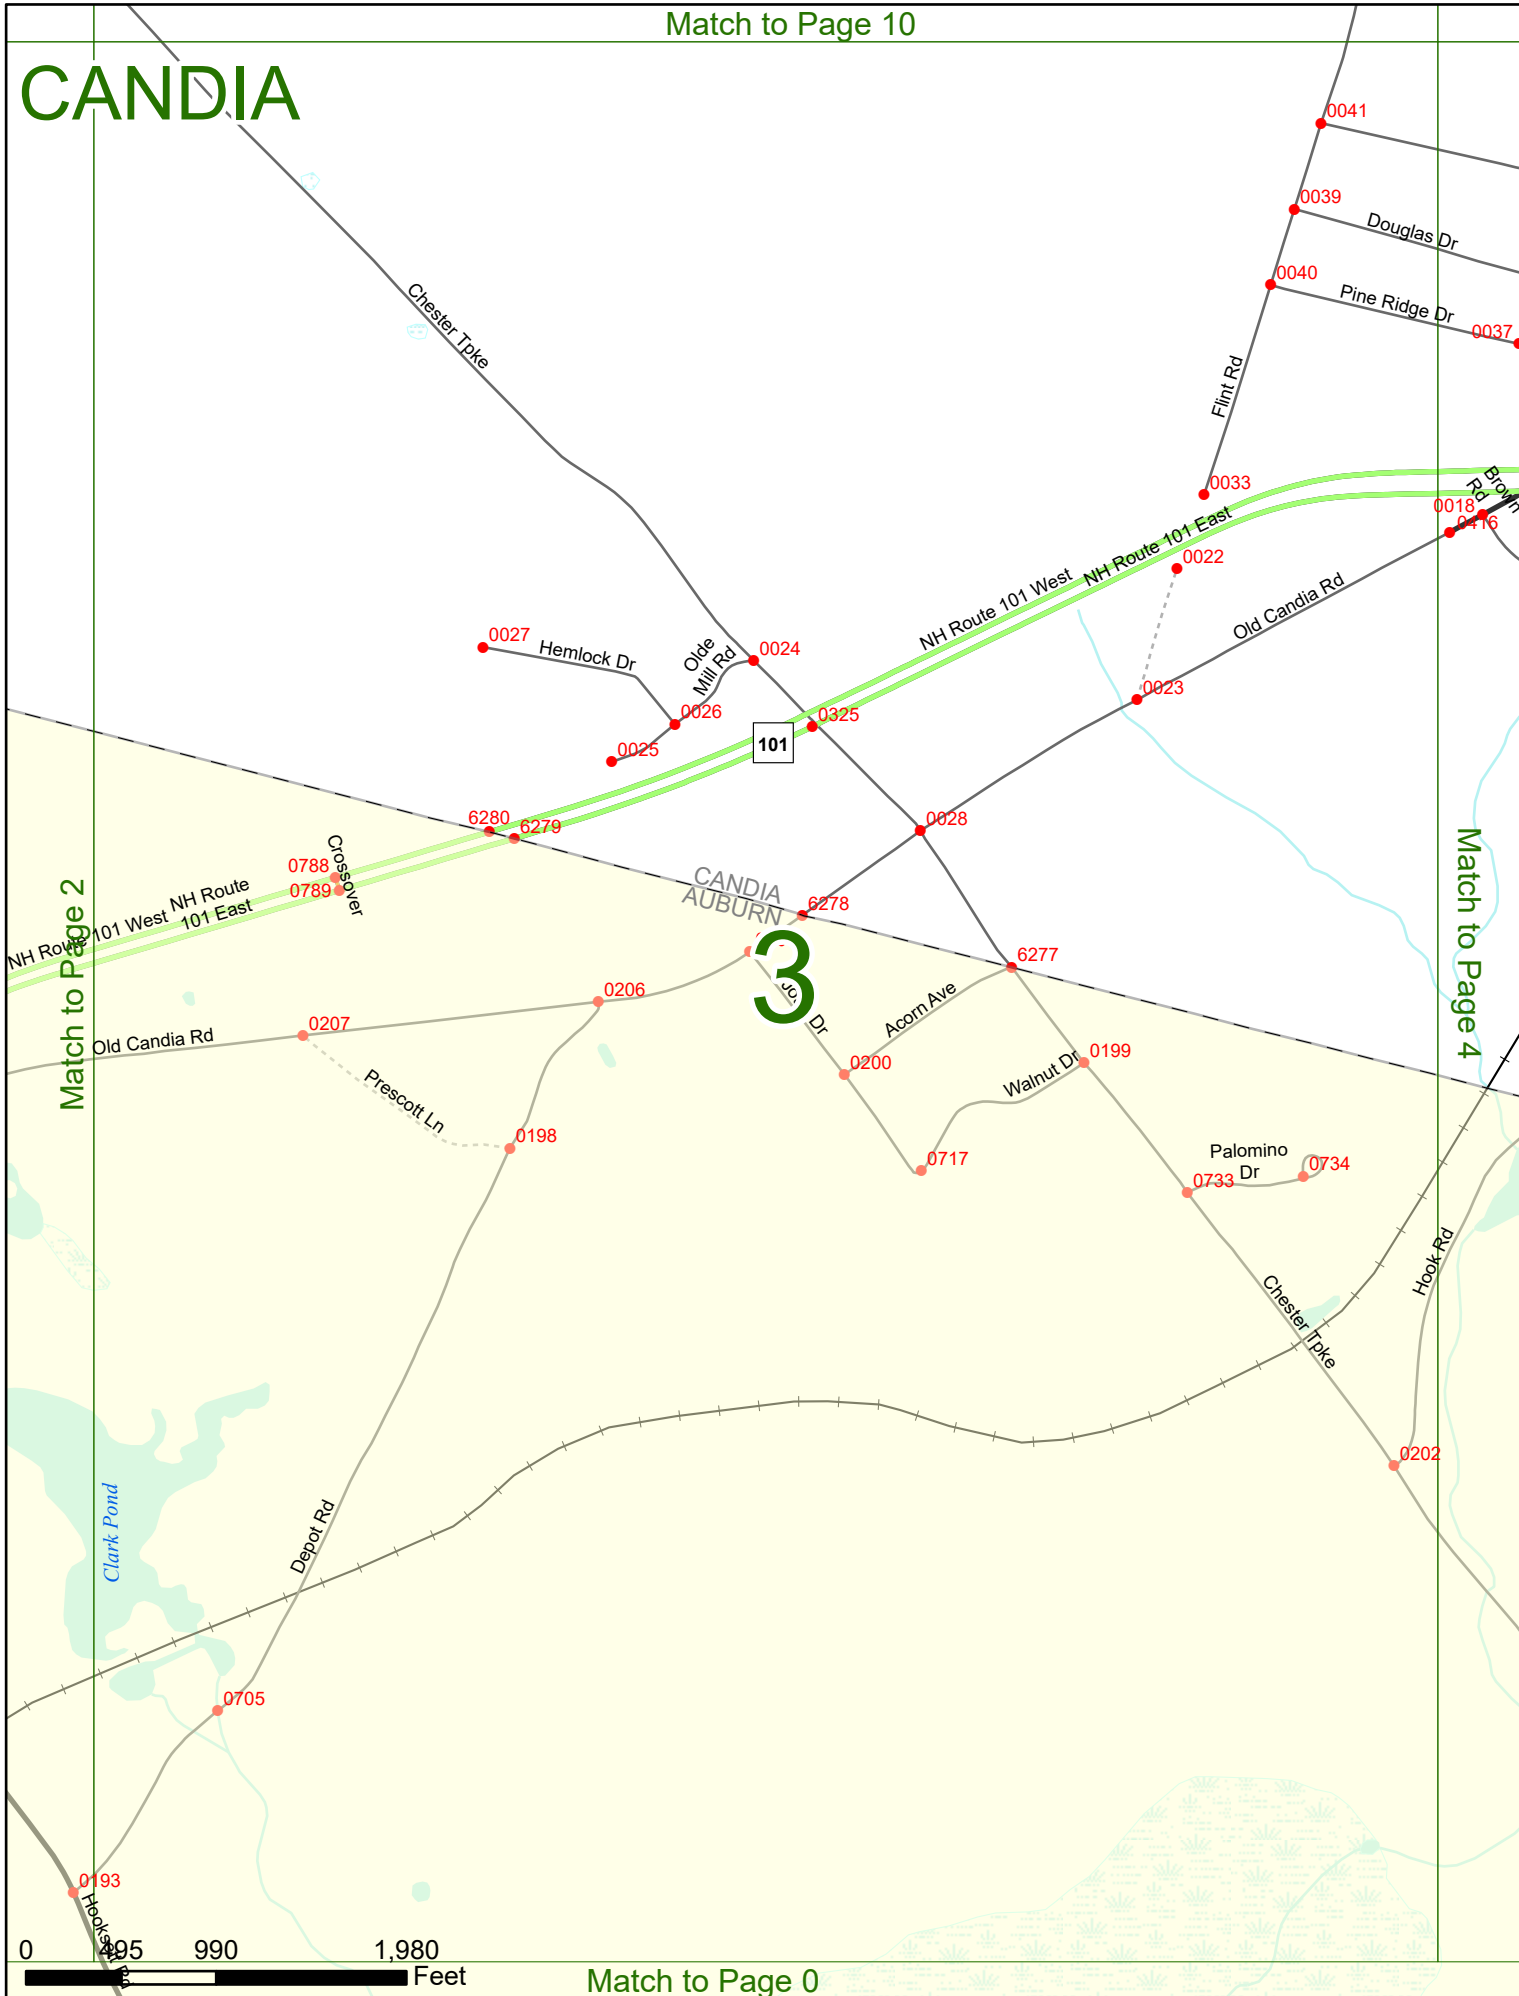 Match to Page 10
CANDIA
0041
0039
Douglas Dr
0040
Pine Ridge Dr
0037
Chester Tpke
Flint Rd
0033
Brown
Rd
0018
0416
NH Route 101 East
0022
NH Route 101 West
Old Candia Rd
0027
Hemlock Dr
Olde
Mill Rd
0024
0023
0026
0325
101
0025
6280
6279
0028
Crossover
0788
0789
CANDIA
AUBURN
6278
NH Route
101 East
NH Route 101 West
Match to Page 2
Match to Page 4
3
6277
0206
Dr
Acorn Ave
0207
Old Candia Rd
0199
0200
Walnut Dr
Prescott Ln
0198
0717
Palomino
Dr
0734
0733
Hook Rd
Chester Tpke
0202
Clark Pond
Depot Rd
0705
0193
Hooksett Rd
0 495 990 1,980
Feet
Match to Page 0